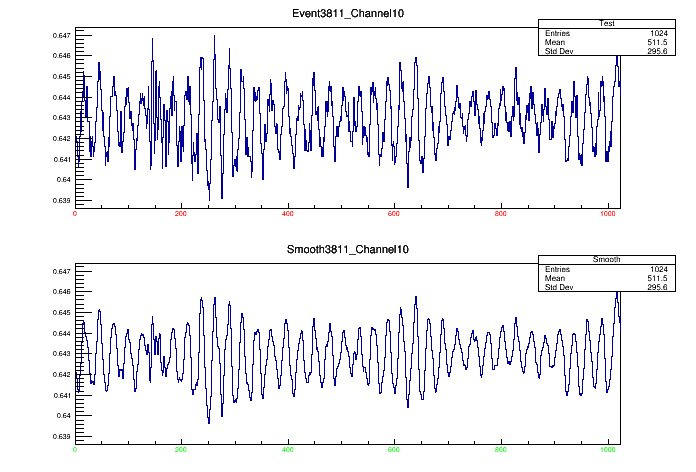 Event3811_Channel10
Test
Entries 1024
Mean 511.5
Std Dev 295.6
0.647
0.646
0.645
0.644
0.643
0.642
0.641
0.64
0.639
0 200 400 600 800 1000
Smooth3811_Channel10
Smooth
Entries 1024
Mean 511.5
Std Dev 295.6
0.647
0.646
0.645
0.644
0.643
0.642
0.641
0.64
0.639
0 200 400 600 800 1000